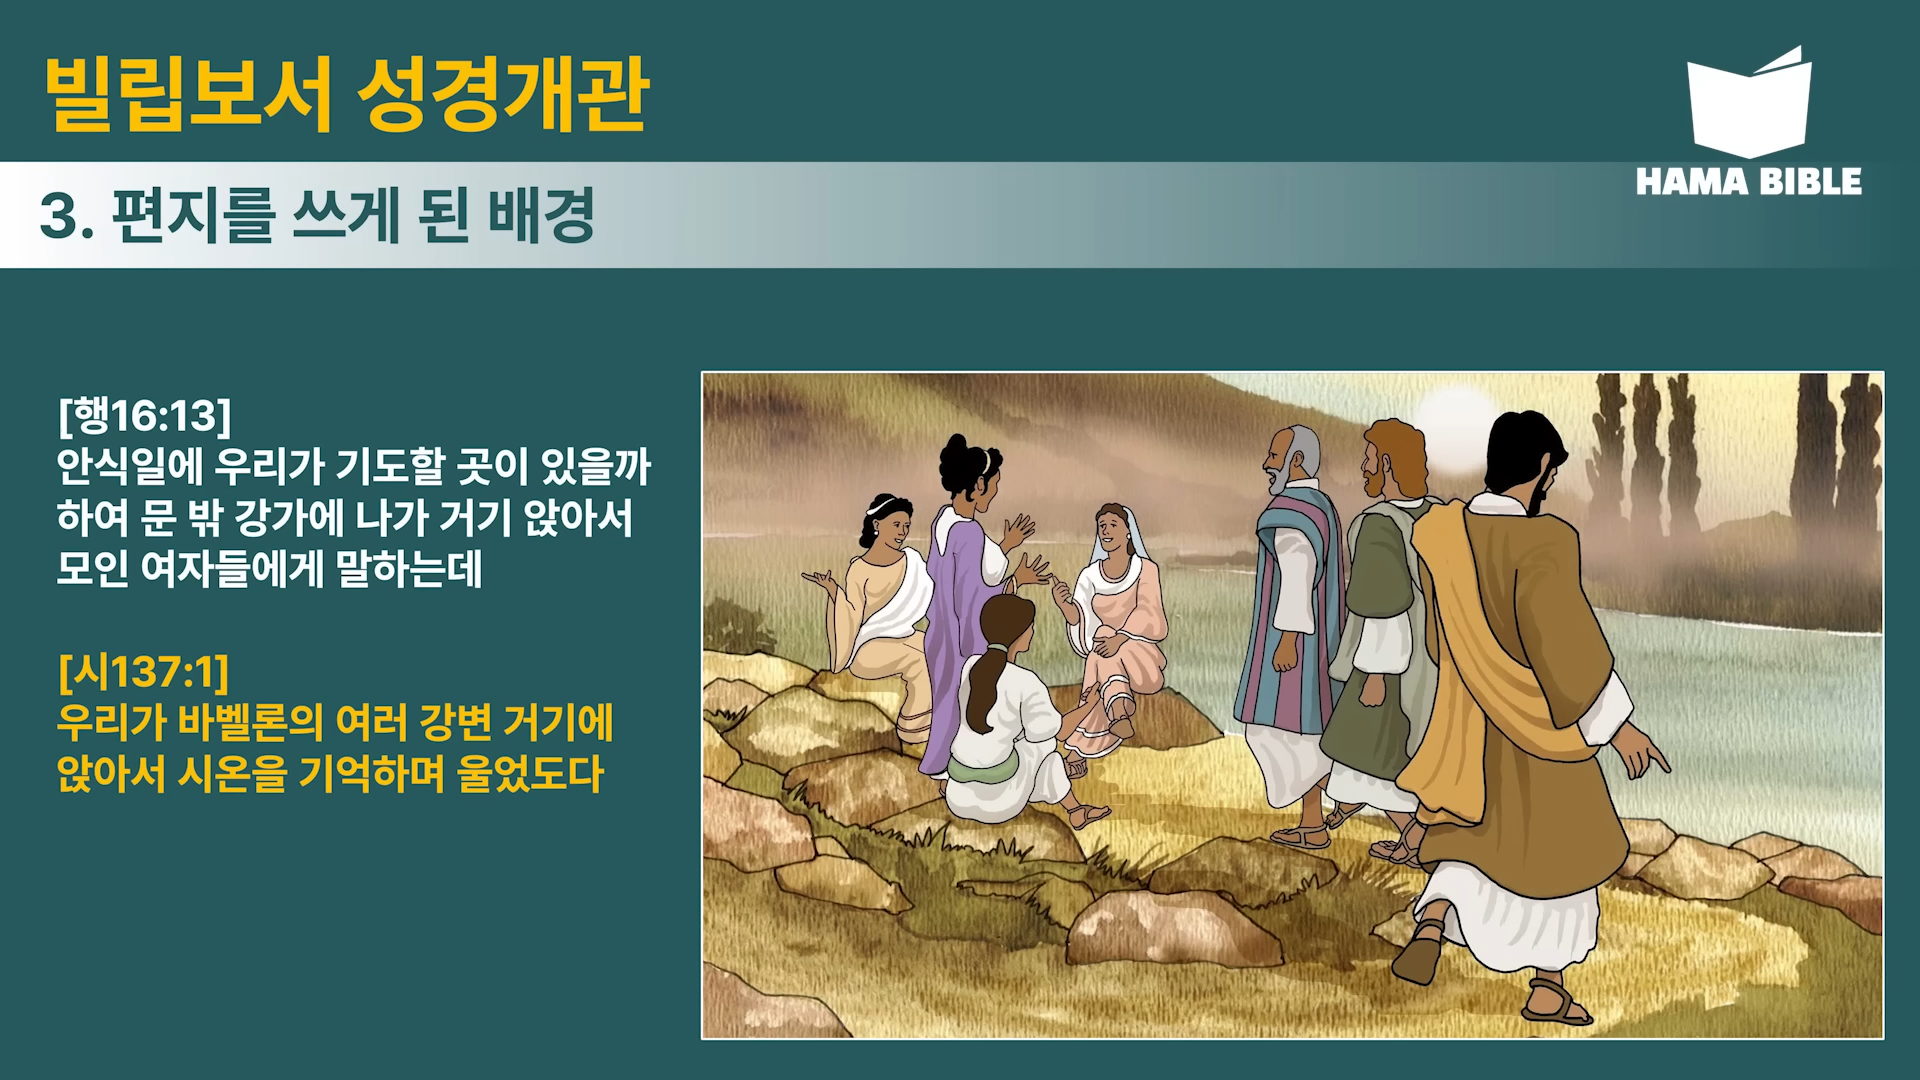 빌립보서 성경개관
HAMA BIBLE
3. 편지를 쓰게 된 배경
[행16:13]
안식일에 우리가 기도할 곳이 있을까
하여 문 밖 강가에 나가 거기 앉아서
모인 여자들에게 말하는데
[시137:1]
우리가 바벨론의 여러 강변 거기에
앉아서 시온을 기억하며 울었도다